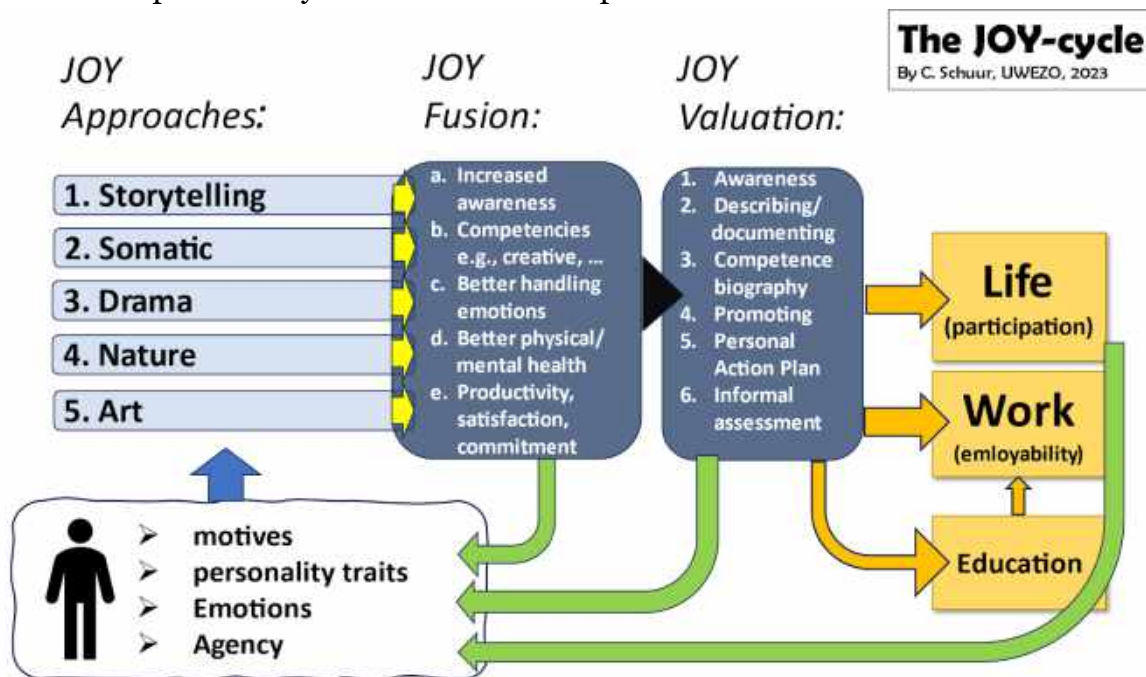 The JOY-cycle
By C. Schuur, UWEZO, 2023
JOY
Approaches:
JOY
Fusion:
JOY
Valuation:
1. Storytelling
2. Somatic
3. Drama
4. Nature
5. Art
a. Increased
awareness
b. Competencies
e.g., creative, ...
c. Better handling
emotions
d. Better physical/
mental health
e. Productivity,
satisfaction,
commitment
1. Awareness
2. Describing/
documenting
3. Competence
biography
4. Promoting
5. Personal
Action Plan
6. Informal
assessment
Life
(participation)
Work
(emloyability)
Education
➢ motives
➢ personality traits
➢ Emotions
➢ Agency